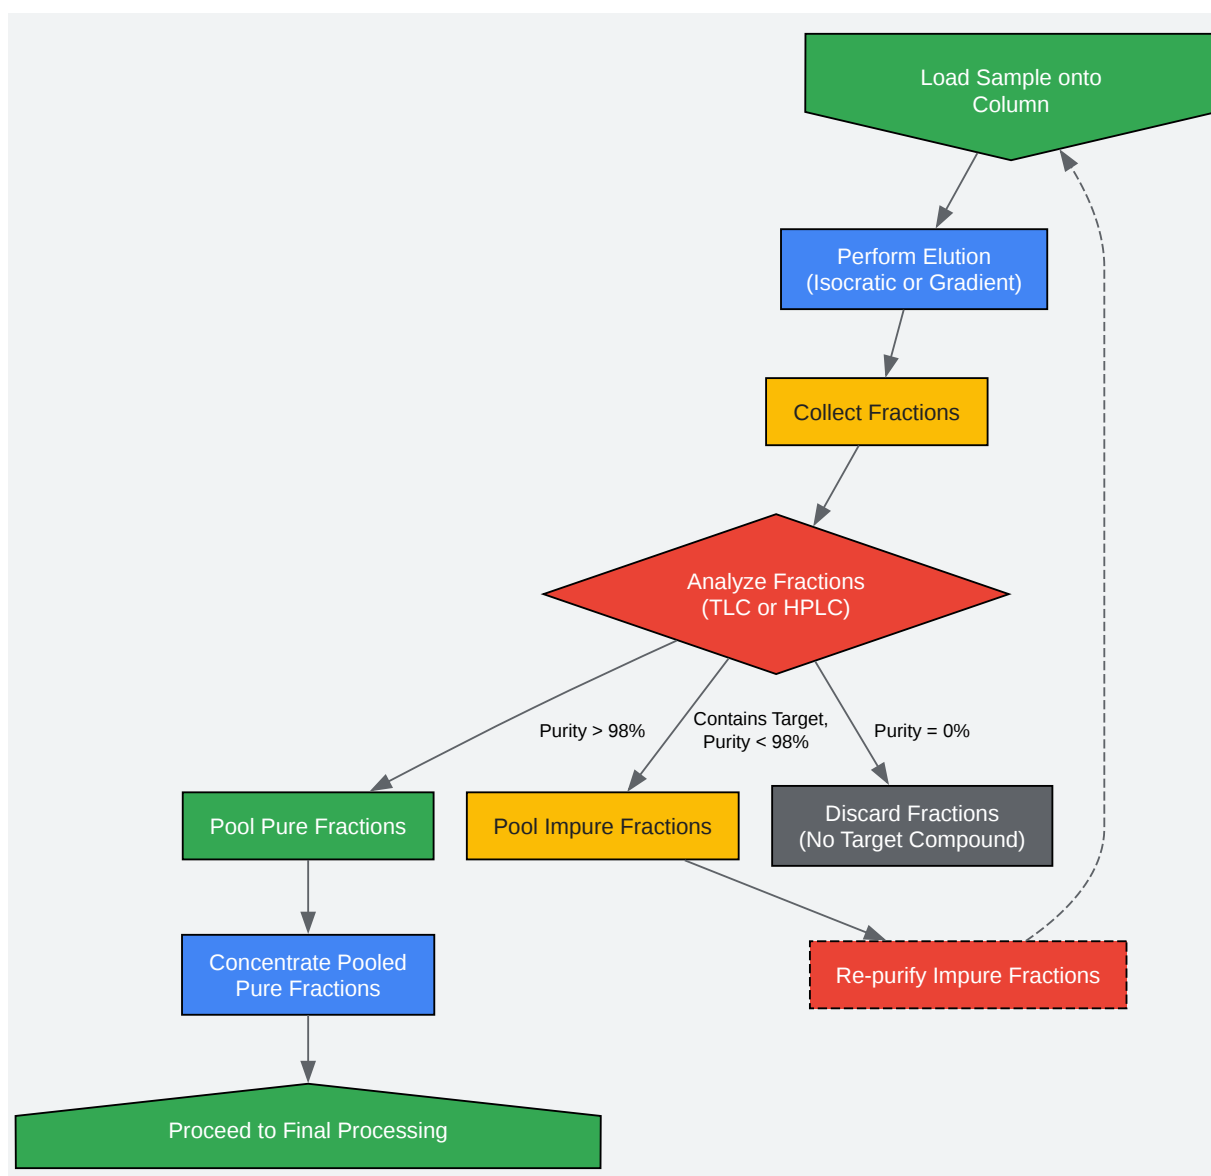 Load Sample onto
Column
Perform Elution
(Isocratic or Gradient)
Collect Fractions
Analyze Fractions
(TLC or HPLC)
Purity > 98%
Contains Target,
Purity < 98%
Purity = 0%
Pool Pure Fractions
Pool Impure Fractions
Discard Fractions
(No Target Compound)
Concentrate Pooled
Pure Fractions
Re-purify Impure Fractions
Proceed to Final Processing